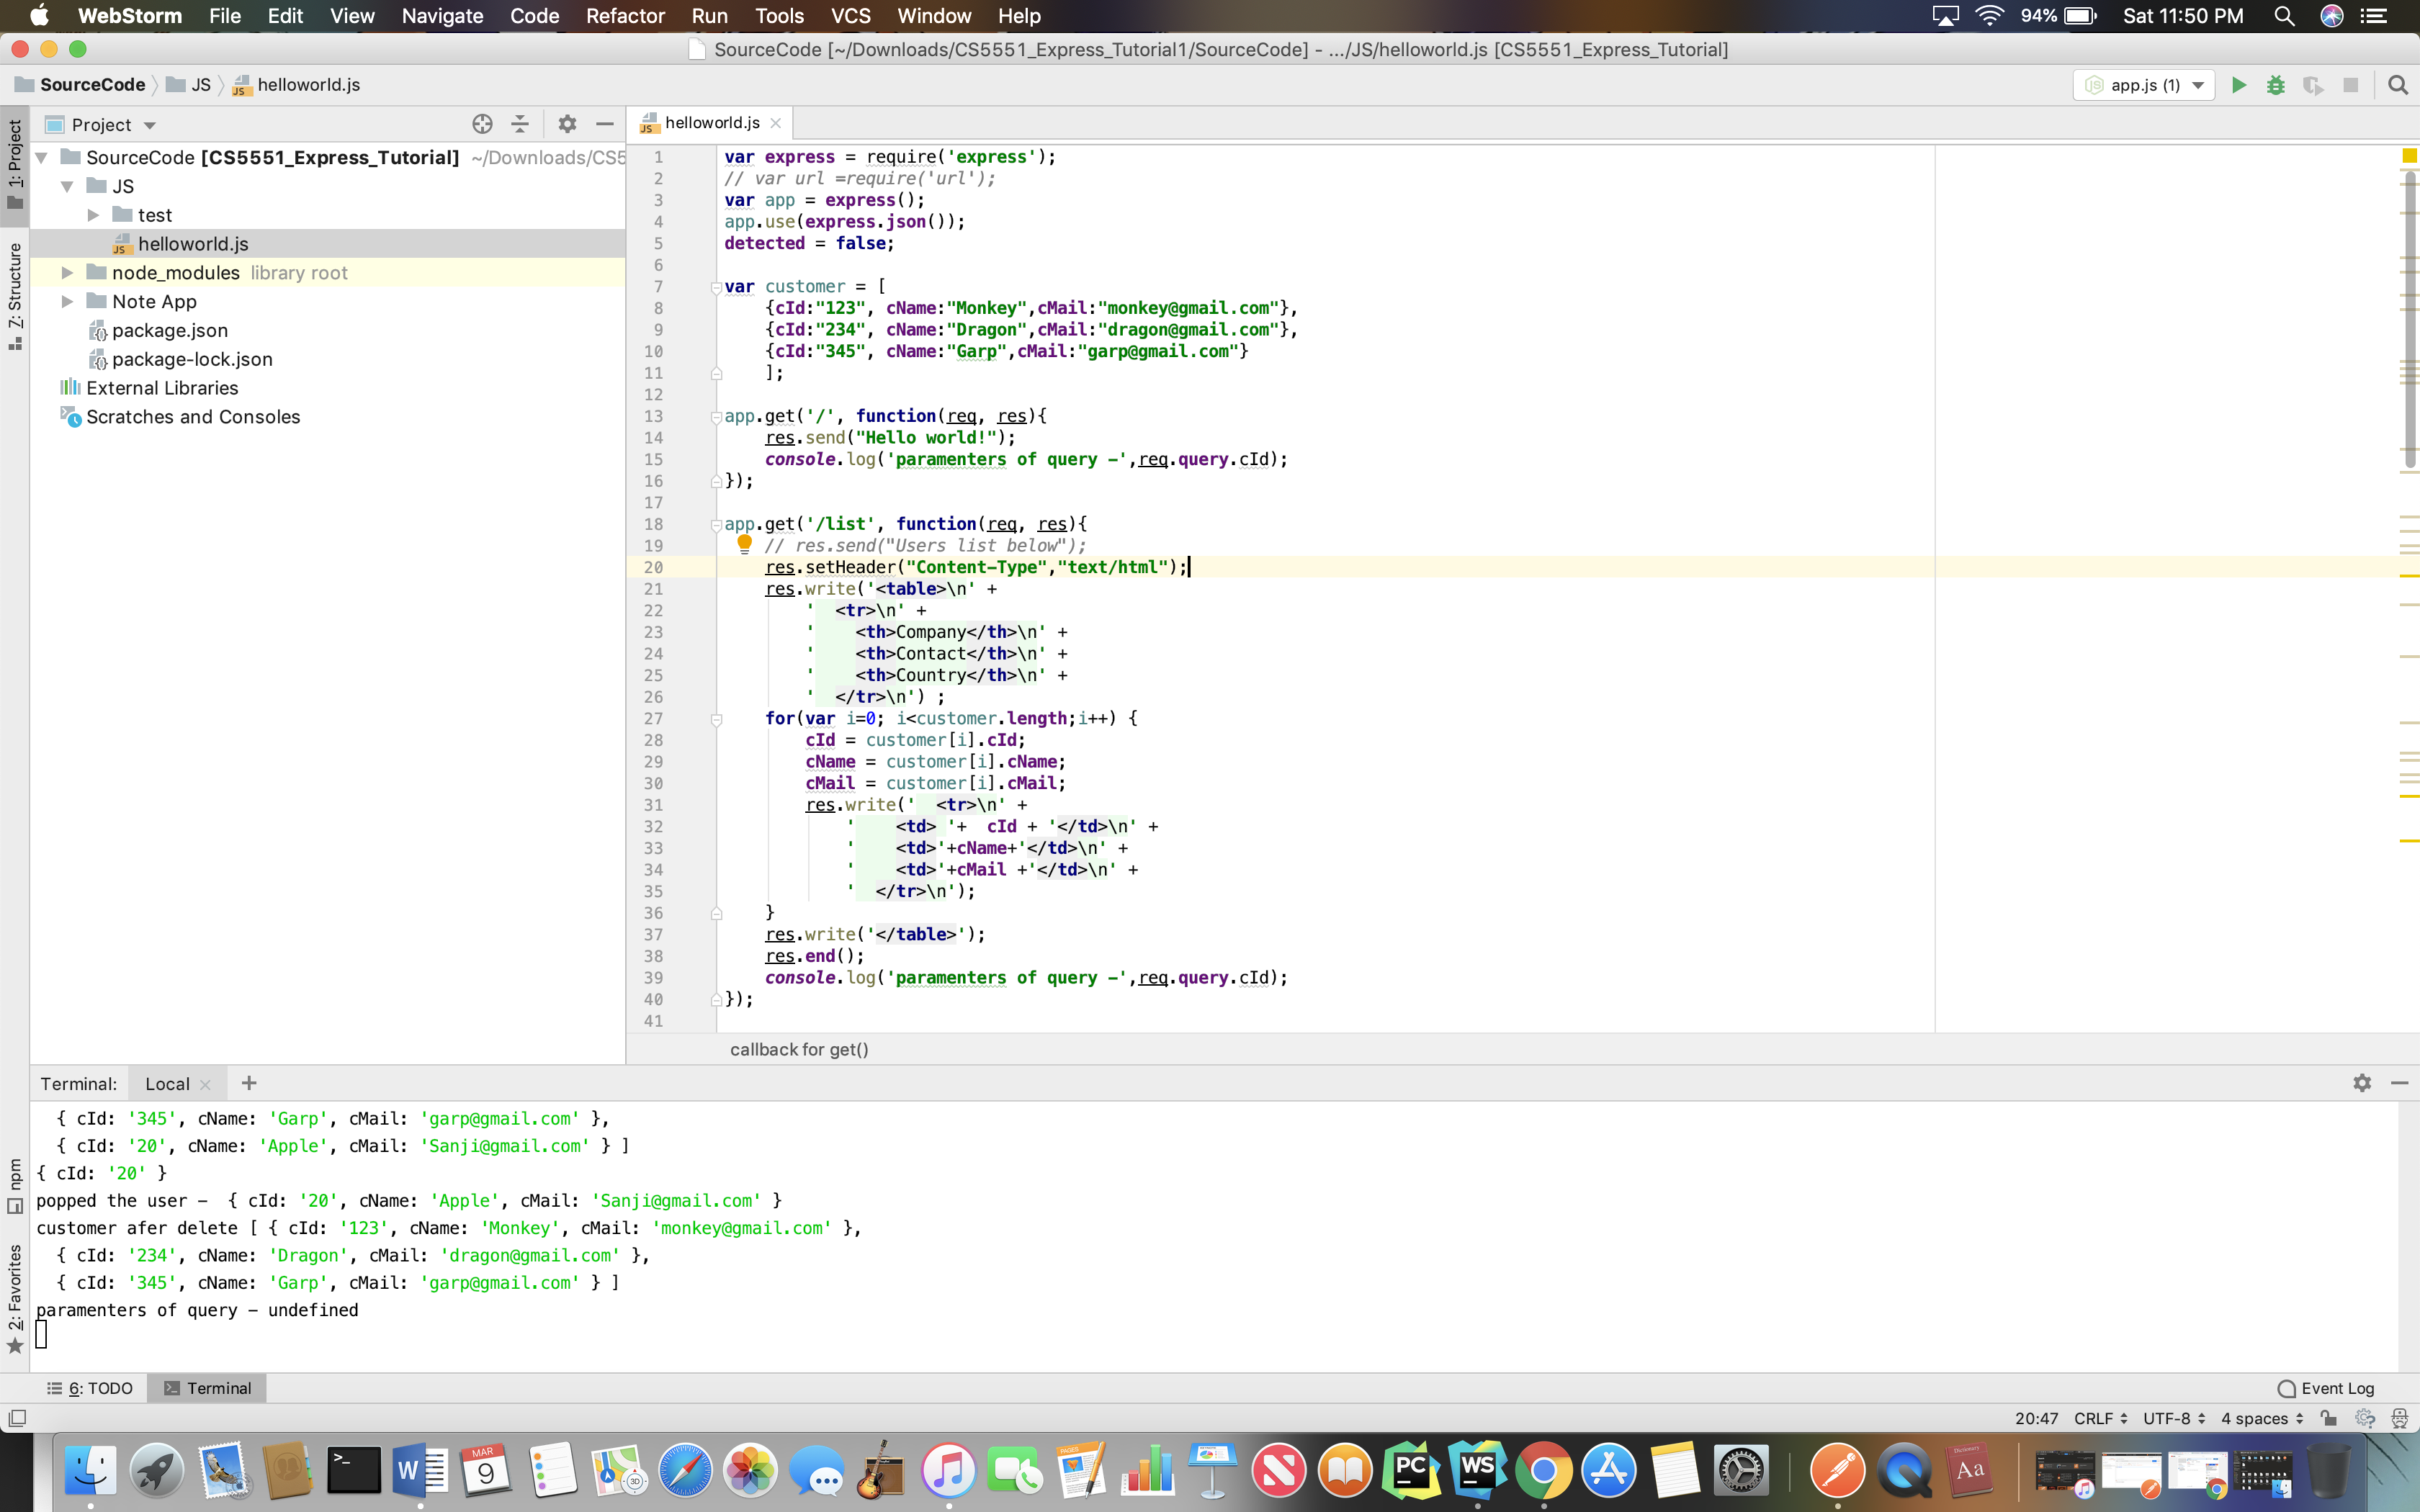 WebStorm File Edit View Navigate Code Refactor Run Tools VCS Window Help 94% Sat 11:50 PM
SourceCode [~/Downloads/CS5551_Express_Tutorial1/SourceCode] - .../JS/helloworld.js [CS5551_Express_Tutorial]
SourceCode JS helloworld.js app.js (1)
1: Project
7: Structure
npm
2: Favorites
Project
SourceCode [CS5551_Express_Tutorial] ~/Downloads/CS5
JS
test
helloworld.js
node_modules library root
Note App
package.json
package-lock.json
External Libraries
Scratches and Consoles
helloworld.js
1 var express = require('express');
2 // var url =require('url');
3 var app = express();
4 app.use(express.json());
5 detected = false;
6
7 var customer = [
8 {cId:"123", cName:"Monkey",cMail:"monkey@gmail.com"},
9 {cId:"234", cName:"Dragon",cMail:"dragon@gmail.com"},
10 {cId:"345", cName:"Garp",cMail:"garp@gmail.com"}
11 ];
12
13 app.get('/', function(req, res){
14 res.send("Hello world!");
15 console.log('paramenters of query -',req.query.cId);
16 });
17
18 app.get('/list', function(req, res){
19 // res.send("Users list below");
20 res.setHeader("Content-Type","text/html");
21 res.write('<table>\n' +
22 ' <tr>\n' +
23 ' <th>Company</th>\n' +
24 ' <th>Contact</th>\n' +
25 ' <th>Country</th>\n' +
26 ' </tr>\n') ;
27 for(var i=0; i<customer.length;i++) {
28 cId = customer[i].cId;
29 cName = customer[i].cName;
30 cMail = customer[i].cMail;
31 res.write(' <tr>\n' +
32 ' <td> '+ cId + '</td>\n' +
33 ' <td>'+cName+'</td>\n' +
34 ' <td>'+cMail +'</td>\n' +
35 ' </tr>\n');
36 }
37 res.write('</table>');
38 res.end();
39 console.log('paramenters of query -',req.query.cId);
40 });
41
callback for get()
Terminal: Local
{ cId: '345', cName: 'Garp', cMail: 'garp@gmail.com' },
{ cId: '20', cName: 'Apple', cMail: 'Sanji@gmail.com' } ]
{ cId: '20' }
popped the user - { cId: '20', cName: 'Apple', cMail: 'Sanji@gmail.com' }
customer afer delete [ { cId: '123', cName: 'Monkey', cMail: 'monkey@gmail.com' },
{ cId: '234', cName: 'Dragon', cMail: 'dragon@gmail.com' },
{ cId: '345', cName: 'Garp', cMail: 'garp@gmail.com' } ]
paramenters of query - undefined
6: TODO Terminal Event Log
20:47 CRLF UTF-8 4 spaces
>_ W MAR 9 3D PAGES PC WS Dictionary Aa